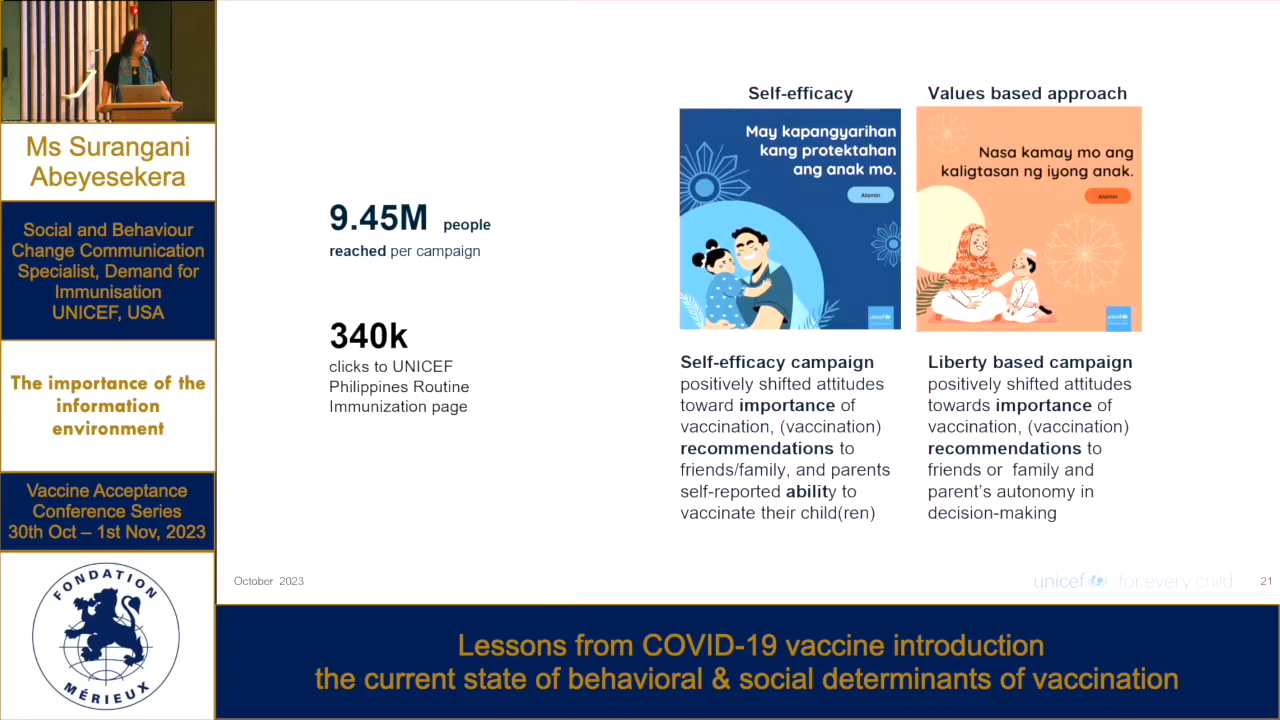 Ms Surangani
Abeyesekera
Social and Behaviour
Change Communication
Specialist, Demand for
Immunisation
UNICEF, USA
The importance of the
information
environment
Vaccine Acceptance
Conference Series
30th Oct – 1st Nov, 2023
FONDATION
MÉRIEUX
9.45M people
reached per campaign
340k
clicks to UNICEF
Philippines Routine
Immunization page
Self-efficacy
May kapangyarihan
kang protektahan
ang anak mo.
Alamin
unicef
Self-efficacy campaign
positively shifted attitudes
toward importance of
vaccination, (vaccination)
recommendations to
friends/family, and parents
self-reported ability to
vaccinate their child(ren)
Values based approach
Nasa kamay mo ang
kaligtasan ng iyong anak.
Alamin
unicef
Liberty based campaign
positively shifted attitudes
towards importance of
vaccination, (vaccination)
recommendations to
friends or family and
parent's autonomy in
decision-making
October 2023
unicef for every child
21
Lessons from COVID-19 vaccine introduction
the current state of behavioral & social determinants of vaccination